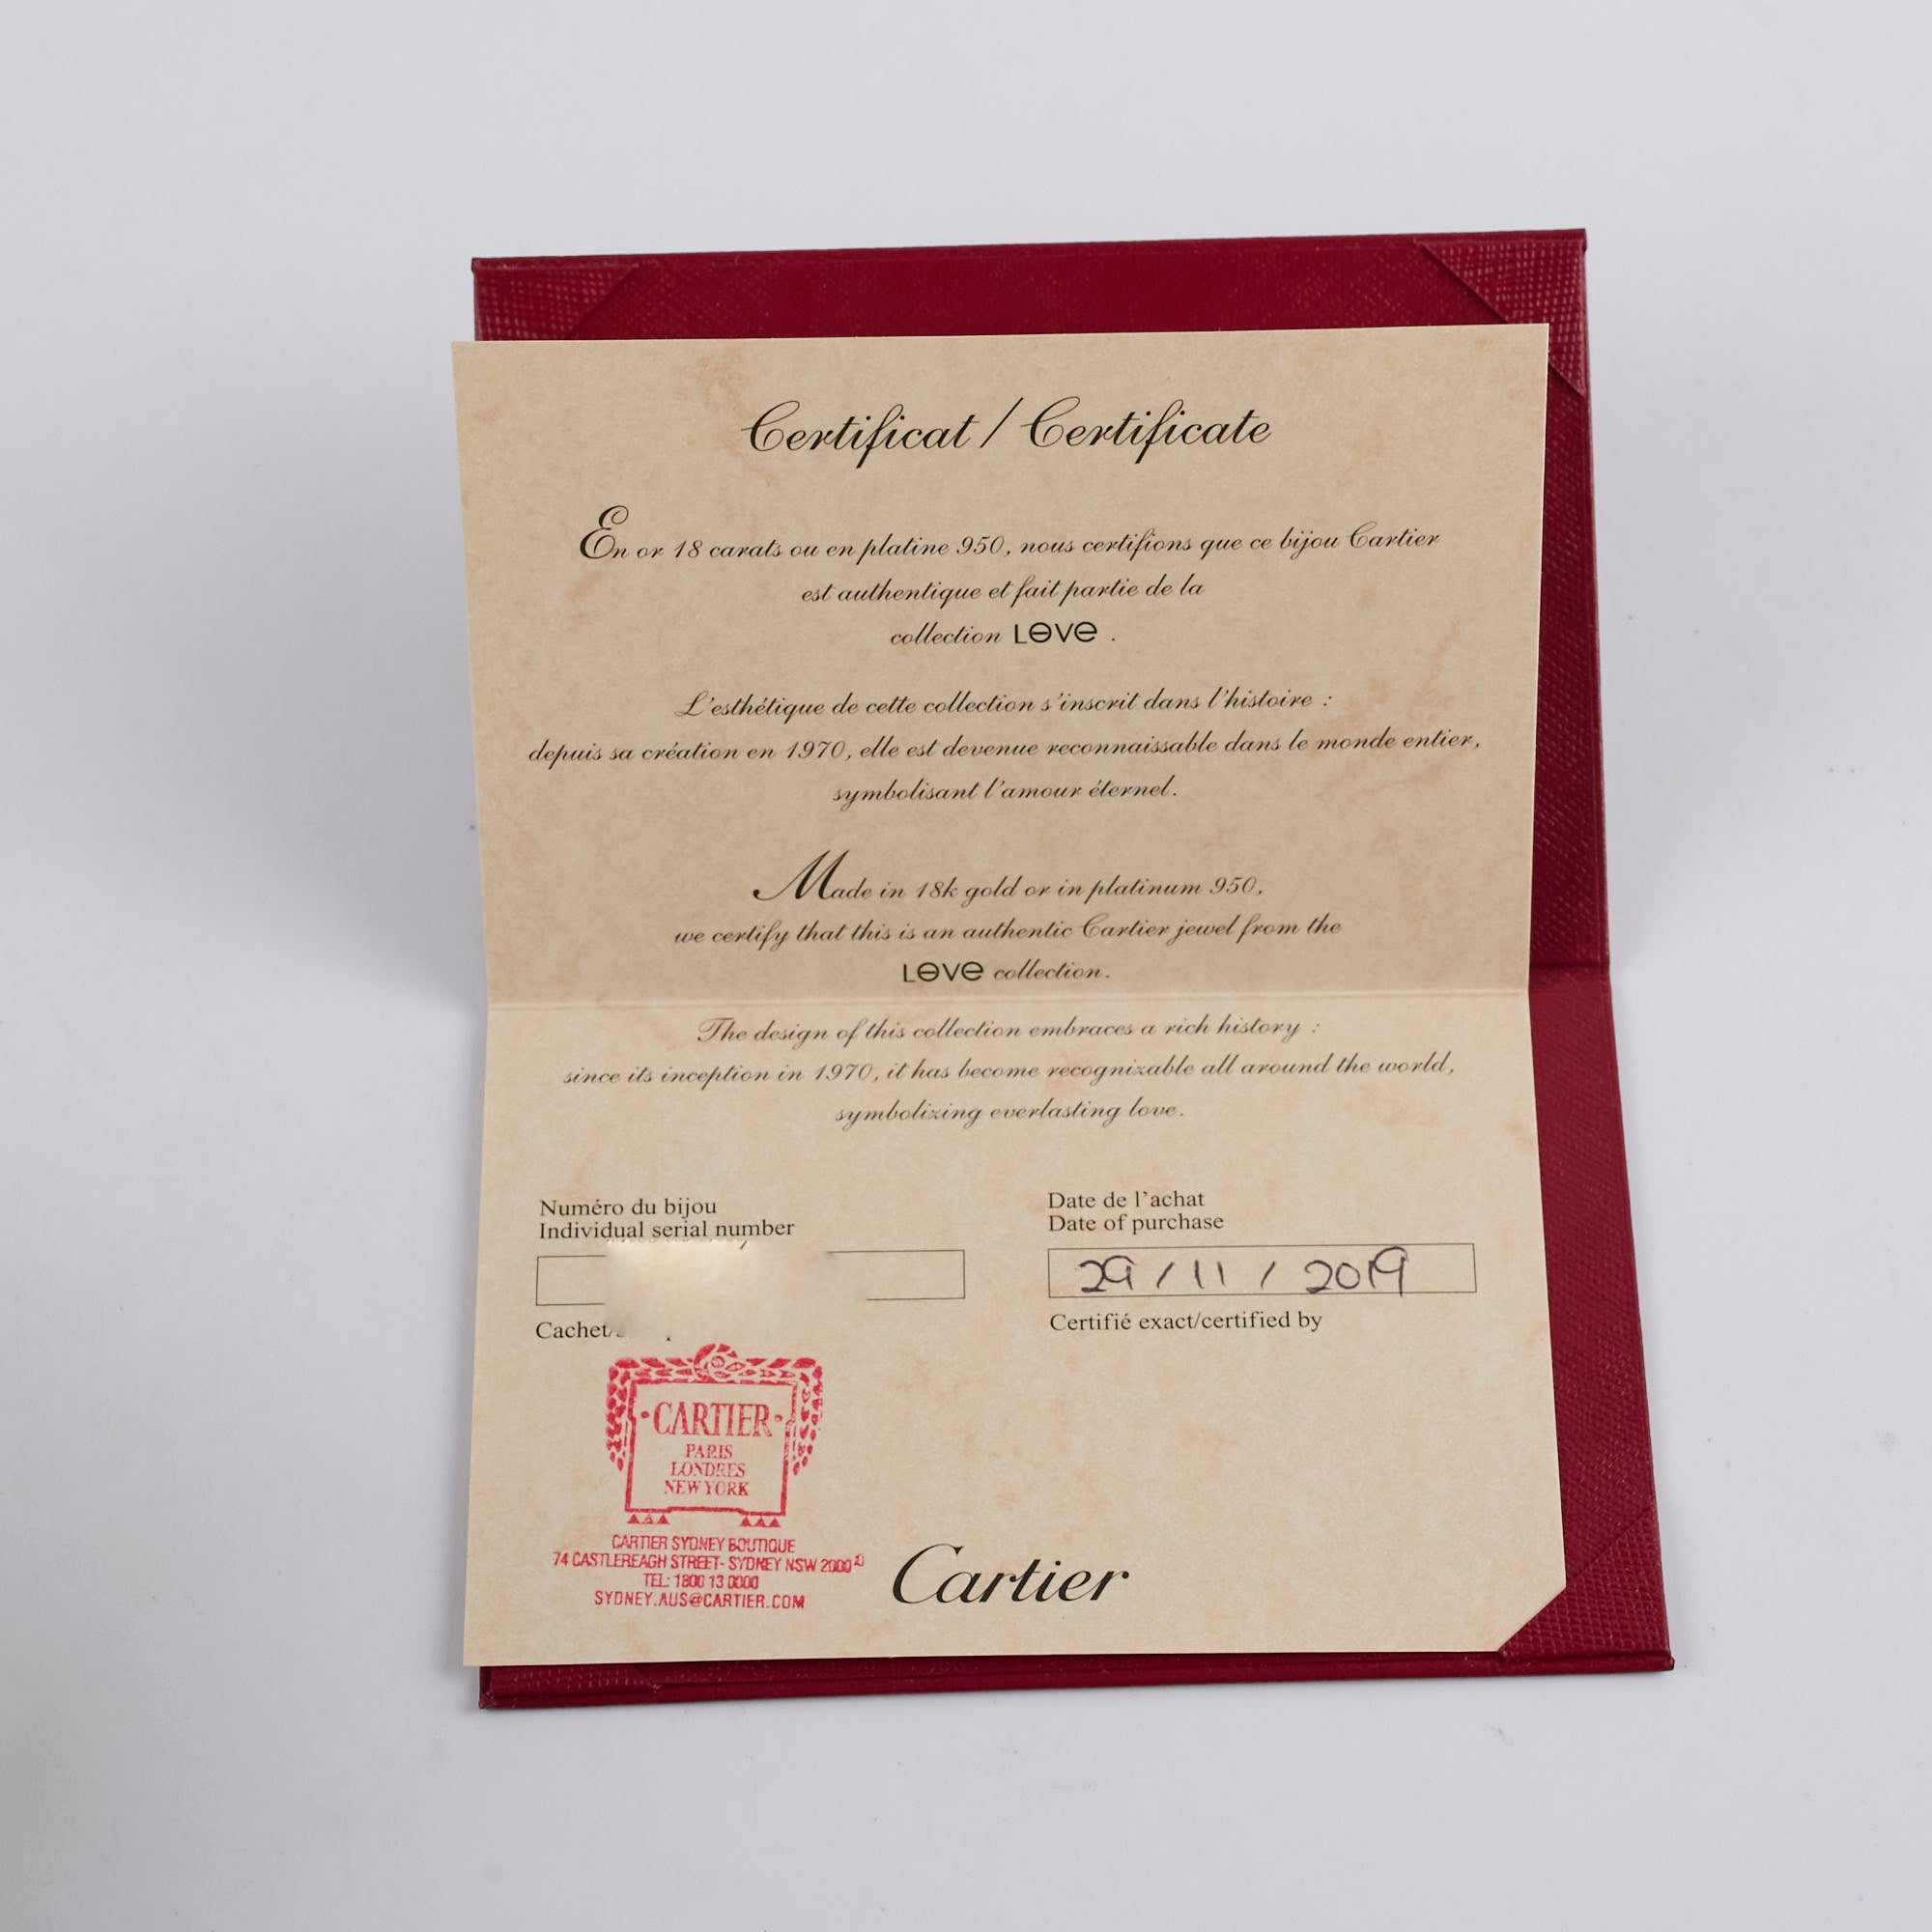 Certificat / Certificate
En or 18 carats ou en platine 950, nous certifions que ce bijou Cartier
est authentique et fait partie de la
collection LOVE .
L'esthétique de cette collection s'inscrit dans l'histoire :
depuis sa création en 1970, elle est devenue reconnaissable dans le monde entier,
symbolisant l'amour éternel.
Made in 18k gold or in platinum 950,
we certify that this is an authentic Cartier jewel from the
LOVE collection.
The design of this collection embraces a rich history :
since its inception in 1970, it has become recognizable all around the world,
symbolizing everlasting love.
Numéro du bijou
Individual serial number
Date de l'achat
Date of purchase
29 / 11 / 2019
Cachet/
Certifié exact/certified by
CARTIER
PARIS
LONDRES
NEW YORK
CARTIER SYDNEY BOUTIQUE
74 CASTLEREAGH STREET- SYDNEY NSW 2000
TEL: 1800 13 0000
SYDNEY.AUS@CARTIER.COM
Cartier